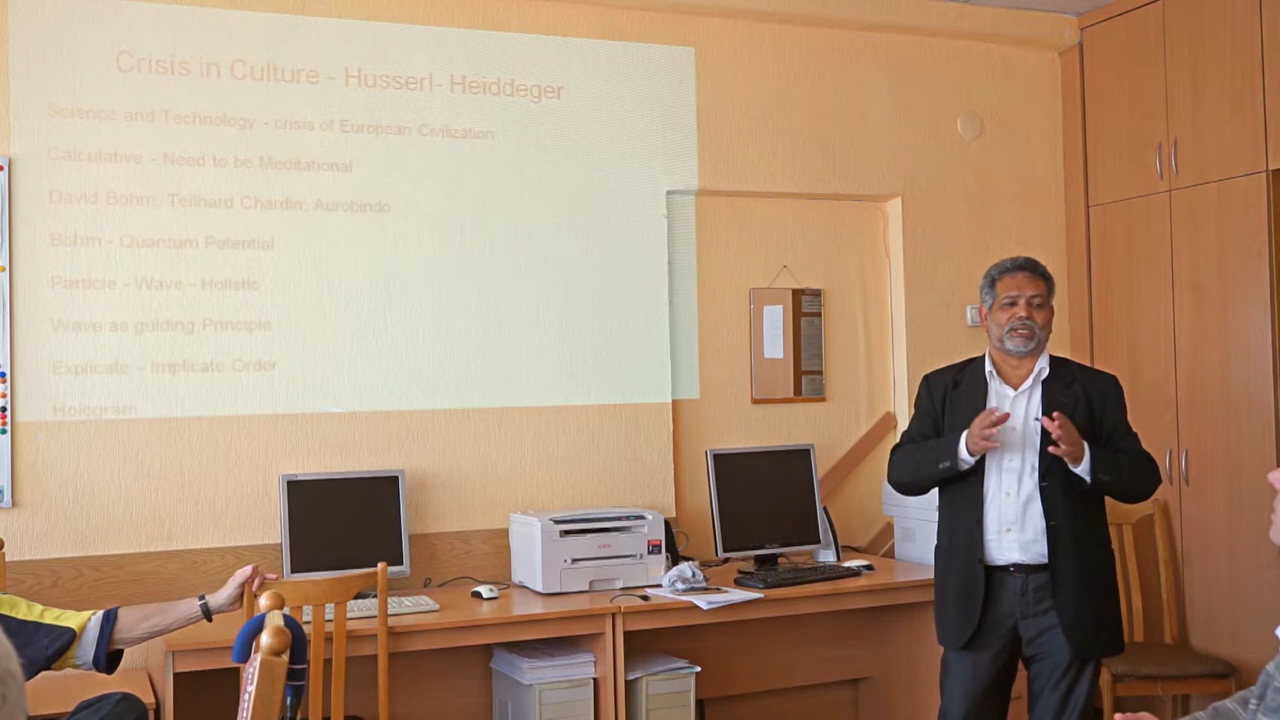 Crisis in Culture - Husserl- Heiddeger
Science and Technology - crisis of European Civilization
Calculative - Need to be Meditational
David Bohm, Teilhard Chardin, Aurobindo
Bohm - Quantum Potential
Particle - Wave - Holistic
Wave as guiding Principle
Explicate - Implicate Order
Hologram